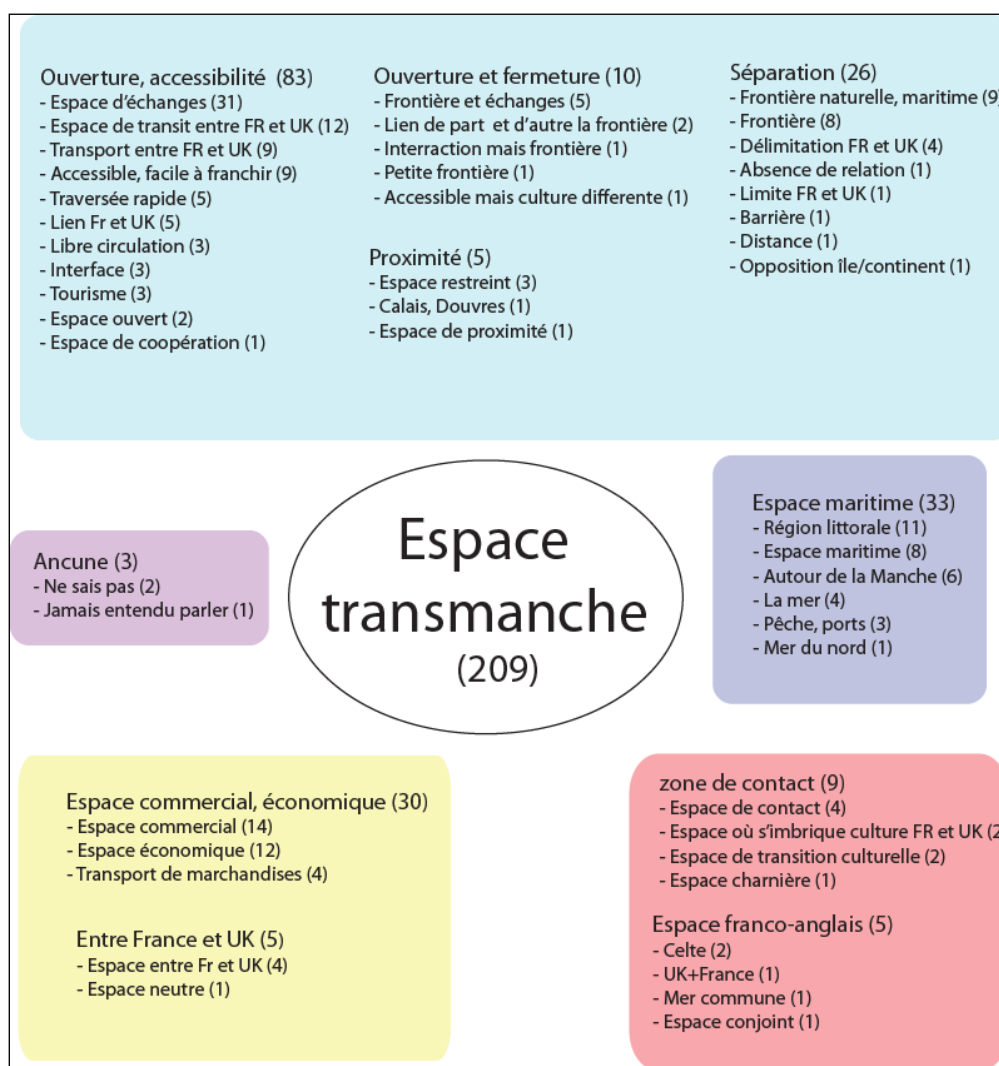 Ouverture, accessibilité (83)
- Espace d'échanges (31)
- Espace de transit entre FR et UK (12)
- Transport entre FR et UK (9)
- Accessible, facile à franchir (9)
- Traversée rapide (5)
- Lien Fr et UK (5)
- Libre circulation (3)
- Interface (3)
- Tourisme (3)
- Espace ouvert (2)
- Espace de coopération (1)
Ouverture et fermeture (10)
- Frontière et échanges (5)
- Lien de part et d'autre la frontière (2)
- Interraction mais frontière (1)
- Petite frontière (1)
- Accessible mais culture differente (1)
Proximité (5)
- Espace restreint (3)
- Calais, Douvres (1)
- Espace de proximité (1)
Séparation (26)
- Frontière naturelle, maritime (9)
- Frontière (8)
- Délimitation FR et UK (4)
- Absence de relation (1)
- Limite FR et UK (1)
- Barrière (1)
- Distance (1)
- Opposition île/continent (1)
Ancune (3)
- Ne sais pas (2)
- Jamais entendu parler (1)
Espace
transmanche
(209)
Espace maritime (33)
- Région littorale (11)
- Espace maritime (8)
- Autour de la Manche (6)
- La mer (4)
- Pêche, ports (3)
- Mer du nord (1)
Espace commercial, économique (30)
- Espace commercial (14)
- Espace économique (12)
- Transport de marchandises (4)
Entre France et UK (5)
- Espace entre Fr et UK (4)
- Espace neutre (1)
zone de contact (9)
- Espace de contact (4)
- Espace où s'imbrique culture FR et UK (2
- Espace de transition culturelle (2)
- Espace charnière (1)
Espace franco-anglais (5)
- Celte (2)
- UK+France (1)
- Mer commune (1)
- Espace conjoint (1)